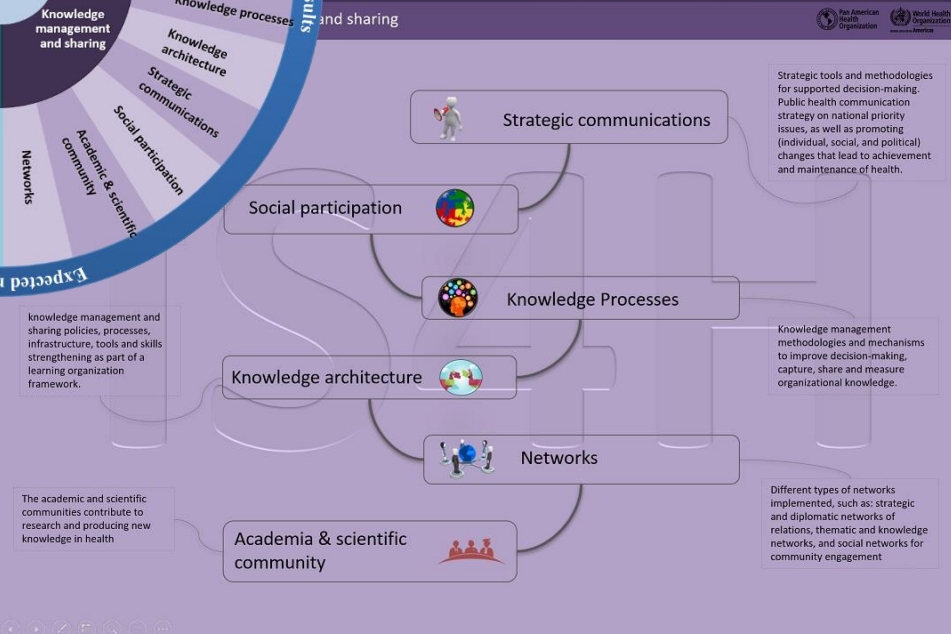 and sharing
Pan American
Health
Organization
World Health
Organization
Americas
Knowledge
management
and sharing
Knowledge processes
Knowledge
architecture
Strategic
communications
Social participation
Academic & scientific
community
Networks
Expected
Strategic communications
Social participation
Knowledge Processes
Knowledge architecture
Networks
Academia & scientific
community
Strategic tools and methodologies
for supported decision-making.
Public health communication
strategy on national priority
issues, as well as promoting
(individual, social, and political)
changes that lead to achievement
and maintenance of health.
knowledge management and
sharing policies, processes,
infrastructure, tools and skills
strengthening as part of a
learning organization
framework.
Knowledge management
methodologies and mechanisms
to improve decision-making,
capture, share and measure
organizational knowledge.
The academic and scientific
communities contribute to
research and producing new
knowledge in health
Different types of networks
implemented, such as: strategic
and diplomatic networks of
relations, thematic and knowledge
networks, and social networks for
community engagement
IS4H